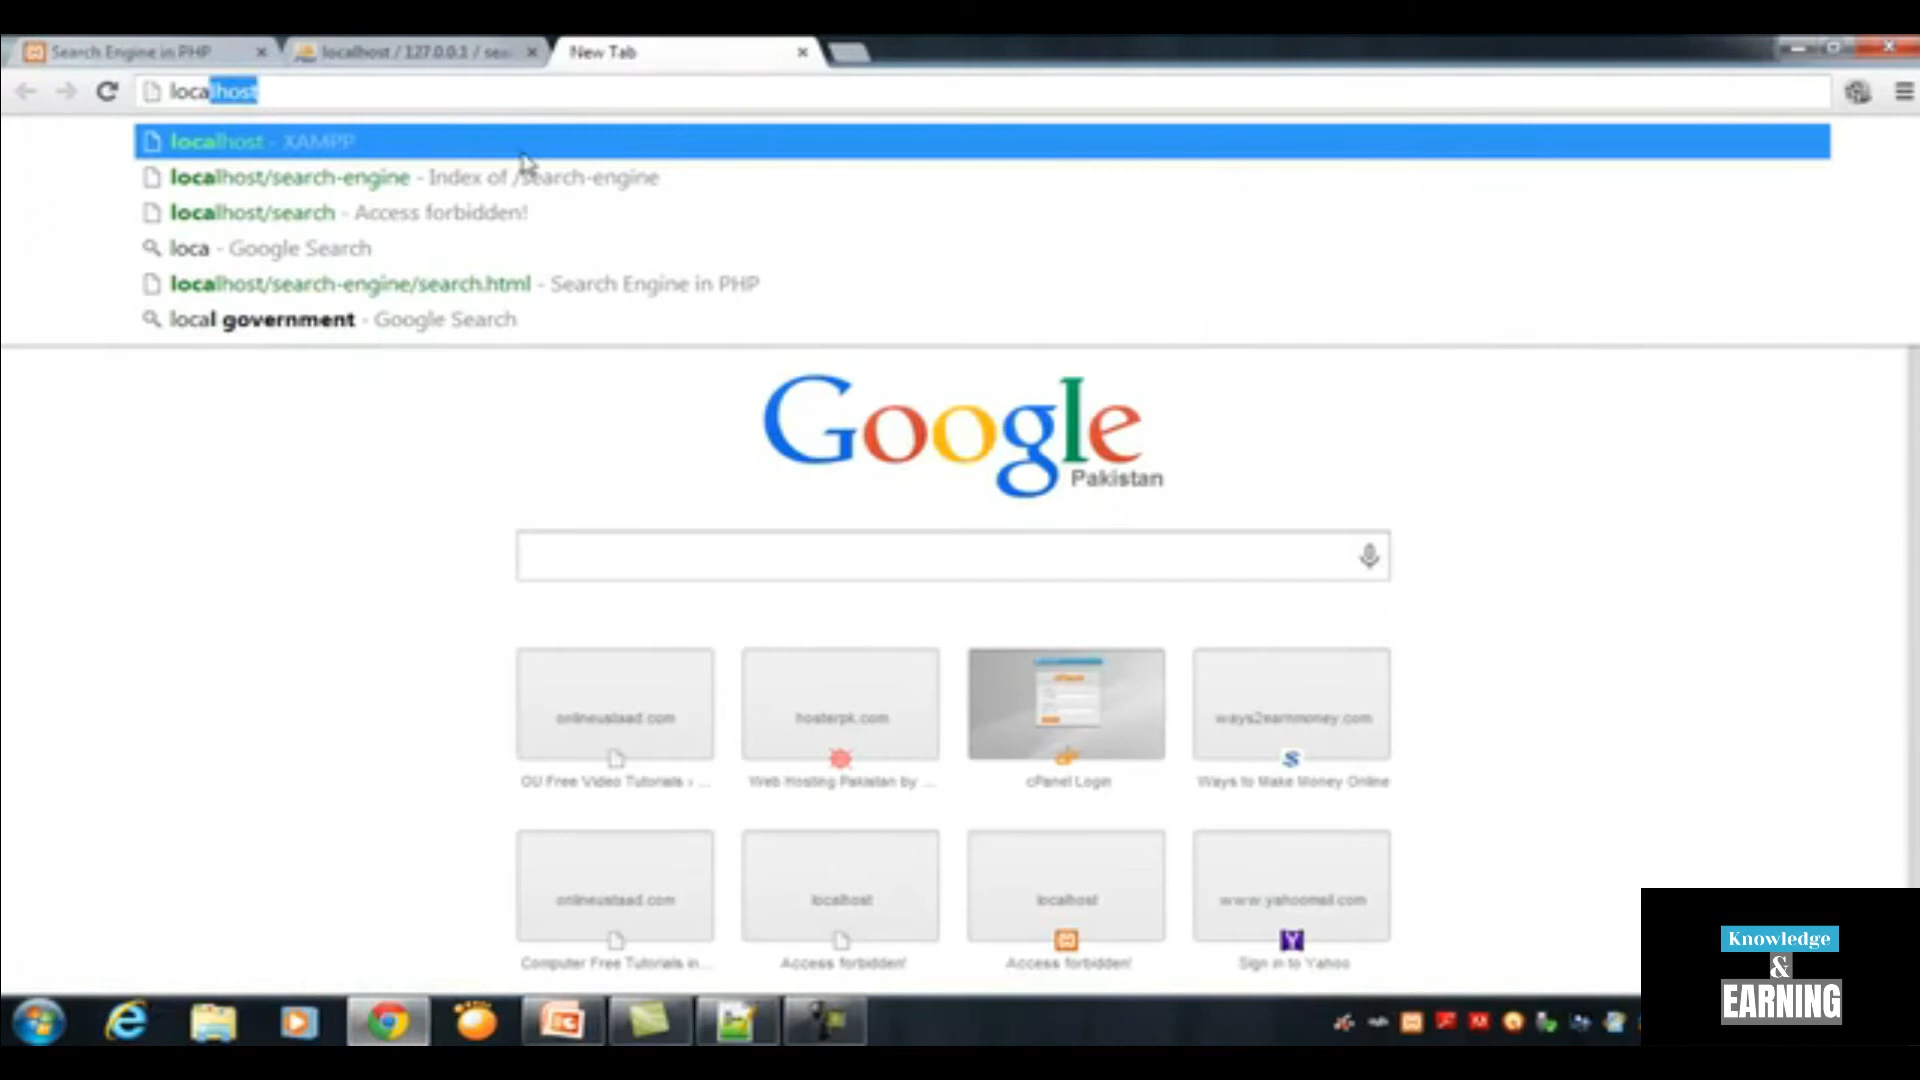 Search Engine in PHP
localhost / 127.0.0.1 / sea
New Tab
localhost
localhost - XAMPP
localhost/search-engine - Index of /search-engine
localhost/search - Access forbidden!
loca - Google Search
localhost/search-engine/search.html - Search Engine in PHP
local government - Google Search
Google
Pakistan
onlineustaad.com
hosterpk.com
ways2earnmoney.com
OU Free Video Tutorials › ...
Web Hosting Pakistan by ...
cPanel Login
Ways to Make Money Online
onlineustaad.com
localhost
localhost
www.yahoomail.com
Computer Free Tutorials in...
Access forbidden!
Access forbidden!
Sign in to Yahoo
Knowledge
&
EARNING